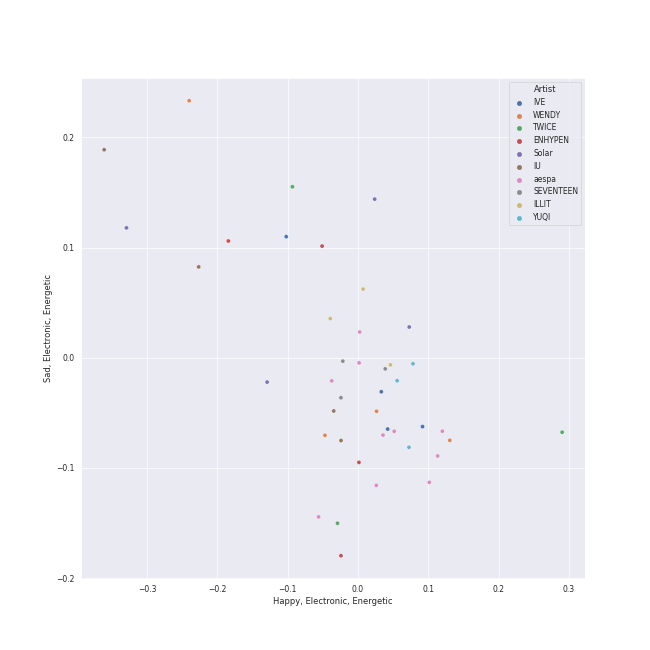 Artist
IVE
WENDY
TWICE
ENHYPEN
Solar
IU
aespa
SEVENTEEN
ILLIT
YUQI
0.2
0.1
0.0
−0.1
−0.2
Sad, Electronic, Energetic
−0.3
−0.2
−0.1
0.0
0.1
0.2
0.3
Happy, Electronic, Energetic